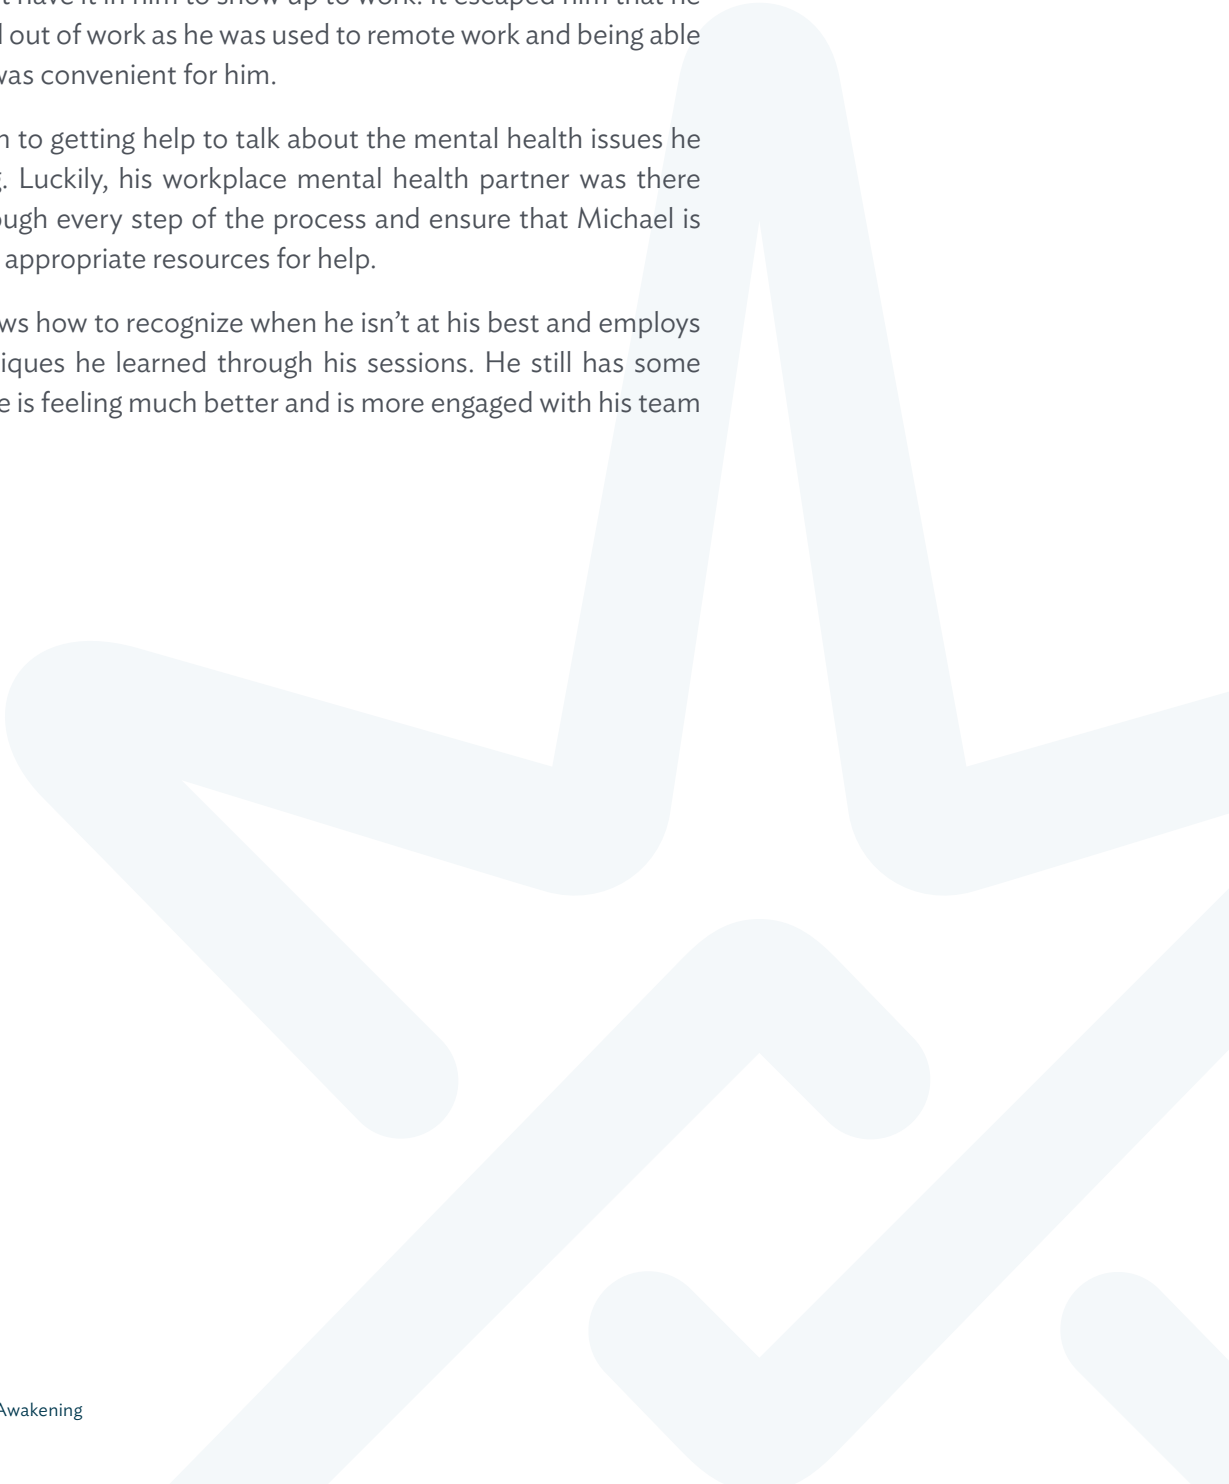 have it in him to show up to work. It escaped him that he
out of work as he was used to remote work and being able
was convenient for him.
to getting help to talk about the mental health issues he
Luckily, his workplace mental health partner was there
every step of the process and ensure that Michael is
appropriate resources for help.
how to recognize when he isn’t at his best and employs
he learned through his sessions. He still has some
is feeling much better and is more engaged with his team
Awakening